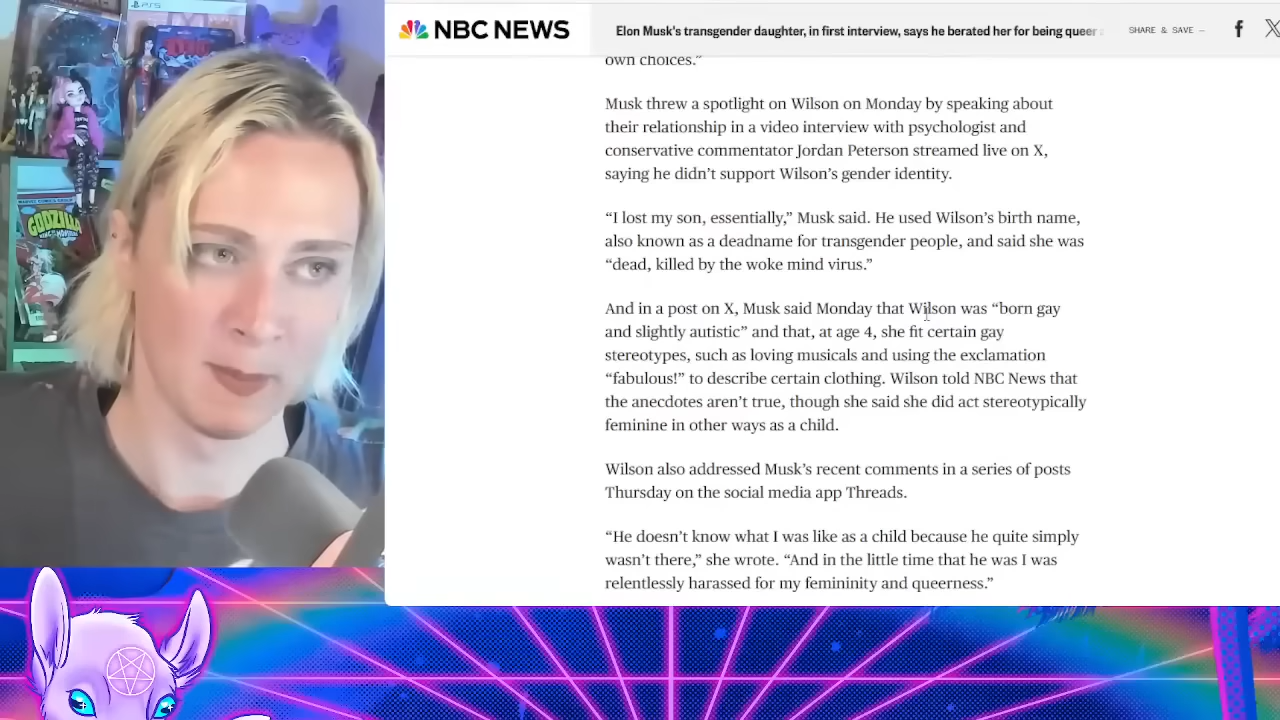 PS5
NBC NEWS
Elon Musk's transgender daughter, in first interview, says he berated her for being queer
SHARE & SAVE —
own choices.”
Musk threw a spotlight on Wilson on Monday by speaking about
their relationship in a video interview with psychologist and
conservative commentator Jordan Peterson streamed live on X,
saying he didn’t support Wilson’s gender identity.
“I lost my son, essentially,” Musk said. He used Wilson’s birth name,
also known as a deadname for transgender people, and said she was
“dead, killed by the woke mind virus.”
And in a post on X, Musk said Monday that Wilson was “born gay
and slightly autistic” and that, at age 4, she fit certain gay
stereotypes, such as loving musicals and using the exclamation
“fabulous!” to describe certain clothing. Wilson told NBC News that
the anecdotes aren’t true, though she said she did act stereotypically
feminine in other ways as a child.
Wilson also addressed Musk’s recent comments in a series of posts
Thursday on the social media app Threads.
“He doesn’t know what I was like as a child because he quite simply
wasn’t there,” she wrote. “And in the little time that he was I was
relentlessly harassed for my femininity and queerness.”
MARVEL COMICS GROUP
GODZILLA
KING OF THE MONSTERS